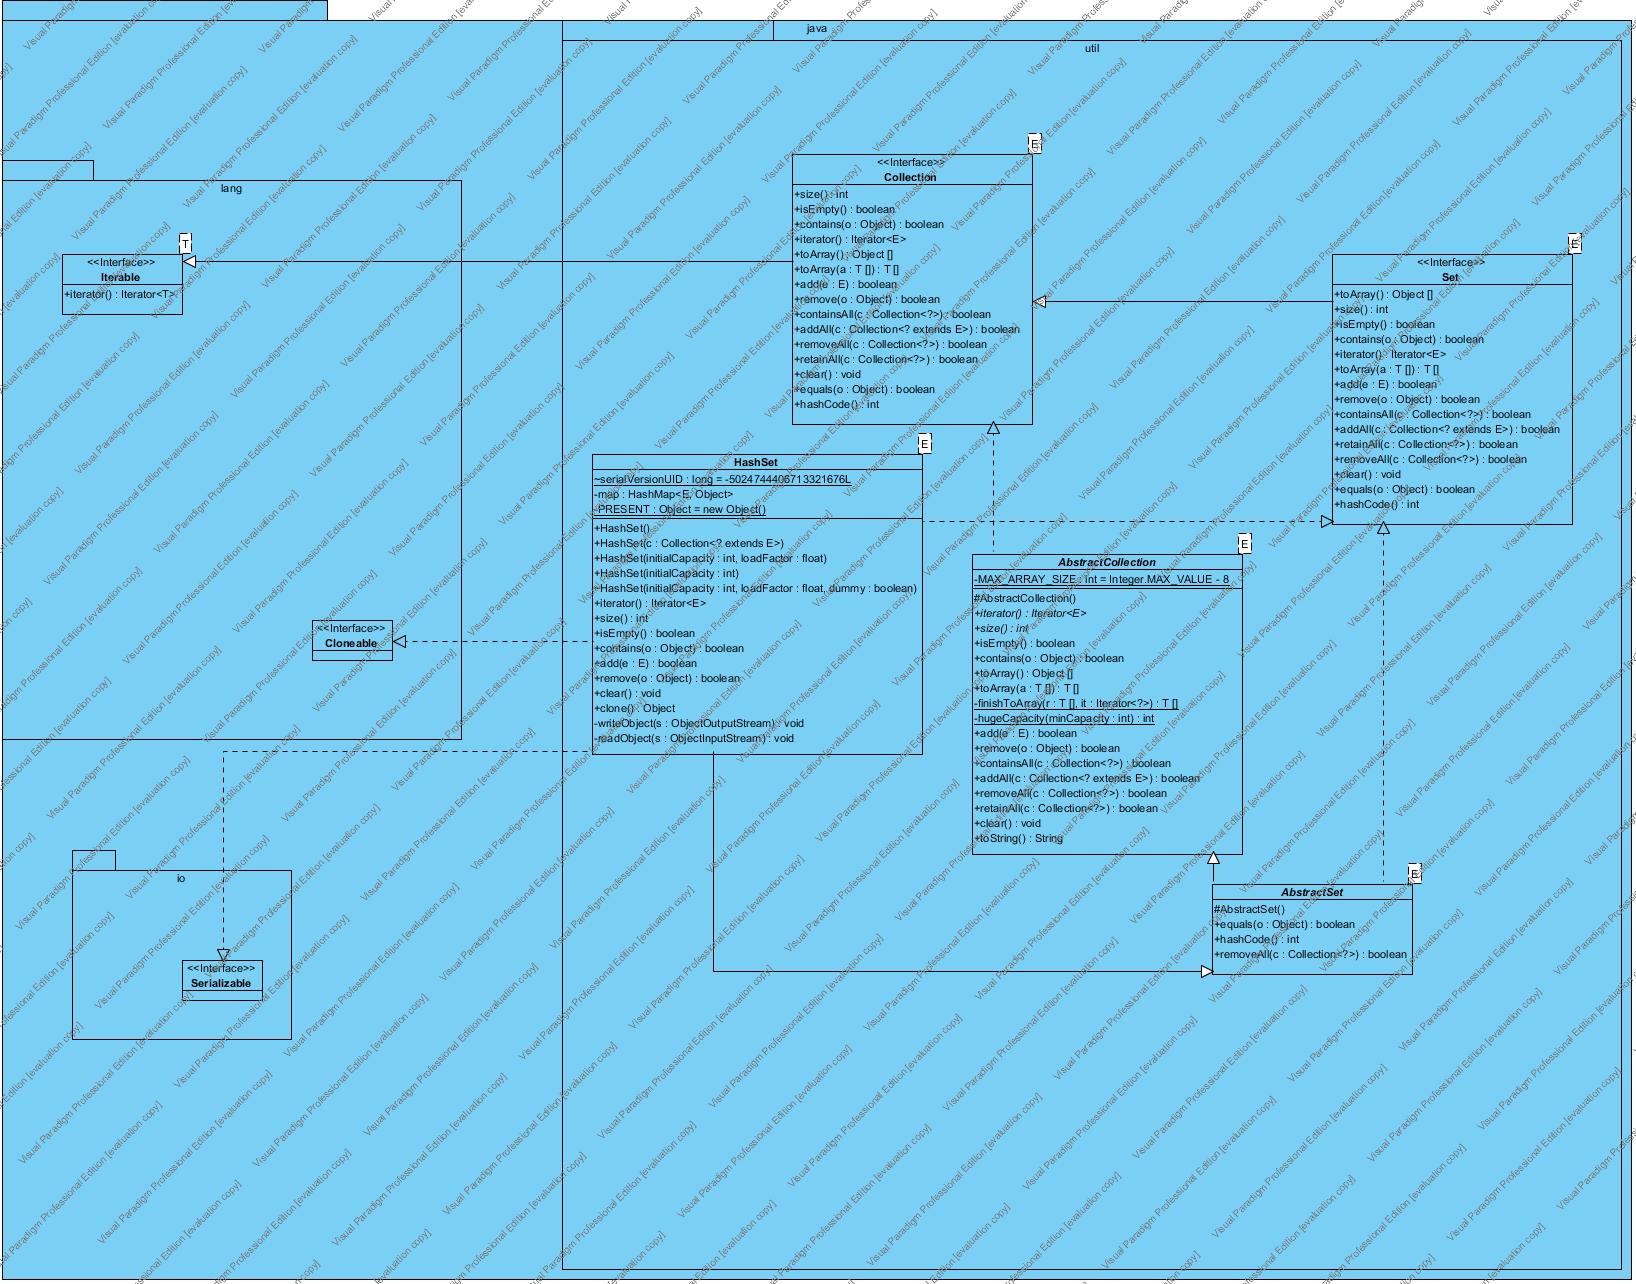 java
util
lang
T
<<Interface>>
Iterable
+iterator() : Iterator<T>
E
<<Interface>>
Collection
+size() : int
+isEmpty() : boolean
+contains(o : Object) : boolean
+iterator() : Iterator<E>
+toArray() : Object []
+toArray(a : T []) : T []
+add(e : E) : boolean
+remove(o : Object) : boolean
+containsAll(c : Collection<?>) : boolean
+addAll(c : Collection<? extends E>) : boolean
+removeAll(c : Collection<?>) : boolean
+retainAll(c : Collection<?>) : boolean
+clear() : void
+equals(o : Object) : boolean
+hashCode() : int
E
<<Interface>>
Set
+toArray() : Object []
+size() : int
+isEmpty() : boolean
+contains(o : Object) : boolean
+iterator() : Iterator<E>
+toArray(a : T []) : T []
+add(e : E) : boolean
+remove(o : Object) : boolean
+containsAll(c : Collection<?>) : boolean
+addAll(c : Collection<? extends E>) : boolean
+retainAll(c : Collection<?>) : boolean
+removeAll(c : Collection<?>) : boolean
+clear() : void
+equals(o : Object) : boolean
+hashCode() : int
E
HashSet
~serialVersionUID : long = -5024744406713321676L
-map : HashMap<E, Object>
-PRESENT : Object = new Object()
+HashSet()
+HashSet(c : Collection<? extends E>)
+HashSet(initialCapacity : int, loadFactor : float)
+HashSet(initialCapacity : int)
~HashSet(initialCapacity : int, loadFactor : float, dummy : boolean)
+iterator() : Iterator<E>
+size() : int
+isEmpty() : boolean
+contains(o : Object) : boolean
+add(e : E) : boolean
+remove(o : Object) : boolean
+clear() : void
+clone() : Object
-writeObject(s : ObjectOutputStream) : void
-readObject(s : ObjectInputStream) : void
E
AbstractCollection
-MAX_ARRAY_SIZE : int = Integer.MAX_VALUE - 8
#AbstractCollection()
+iterator() : Iterator<E>
+size() : int
+isEmpty() : boolean
+contains(o : Object) : boolean
+toArray() : Object []
+toArray(a : T []) : T []
-finishToArray(r : T [], it : Iterator<?>) : T []
-hugeCapacity(minCapacity : int) : int
+add(e : E) : boolean
+remove(o : Object) : boolean
+containsAll(c : Collection<?>) : boolean
+addAll(c : Collection<? extends E>) : boolean
+removeAll(c : Collection<?>) : boolean
+retainAll(c : Collection<?>) : boolean
+clear() : void
+toString() : String
<<Interface>>
Cloneable
io
<<Interface>>
Serializable
E
AbstractSet
#AbstractSet()
+equals(o : Object) : boolean
+hashCode() : int
+removeAll(c : Collection<?>) : boolean
Visual Paradigm Professional Edition [evaluation copy]